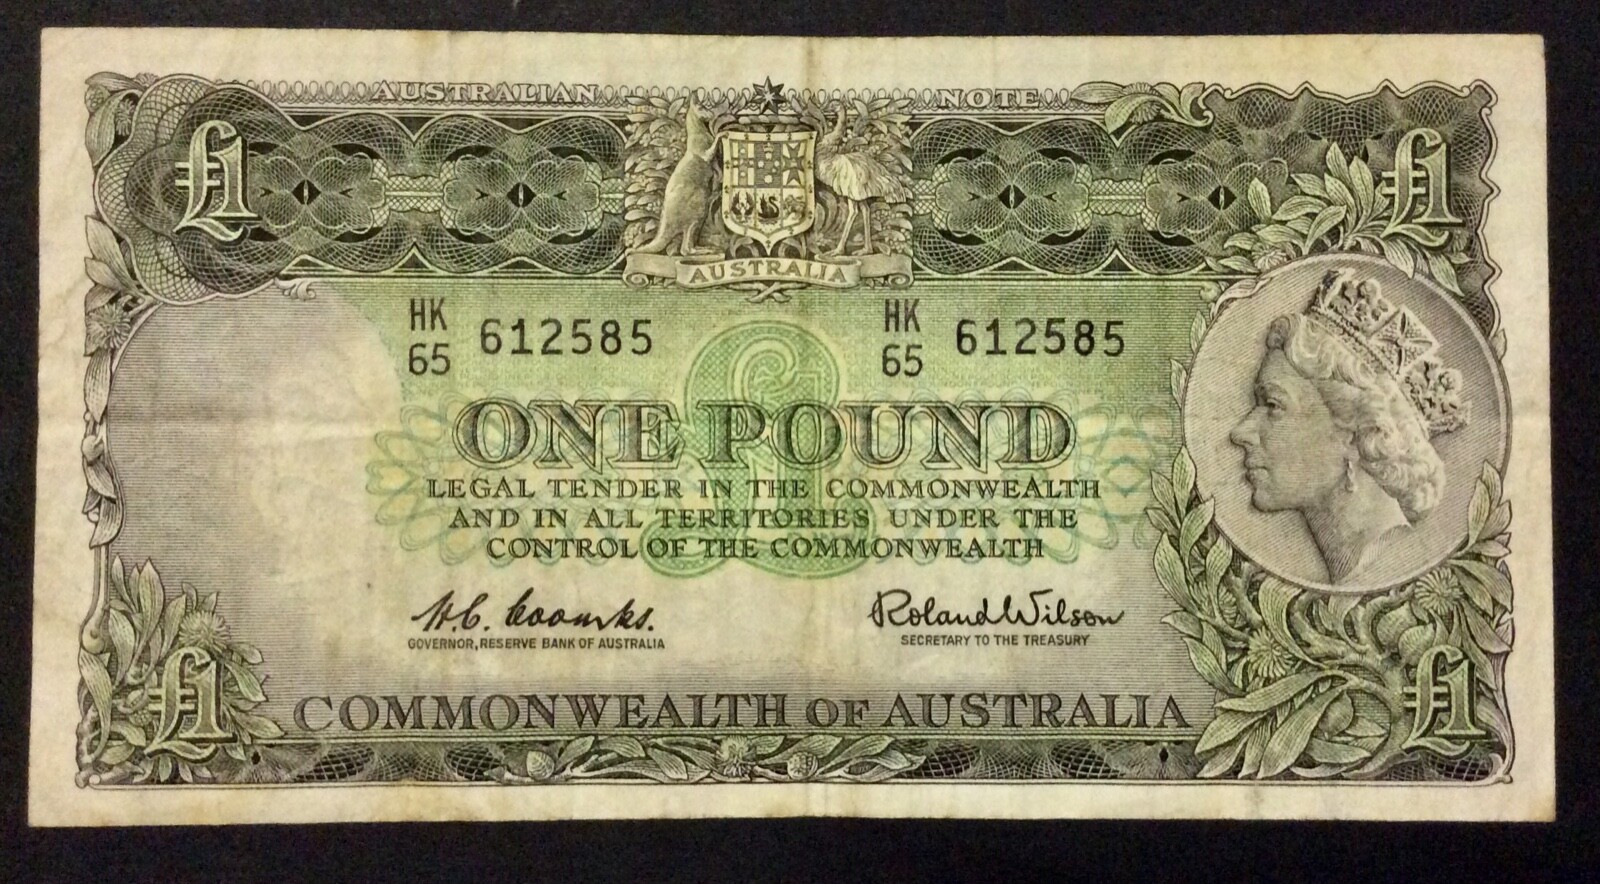 AUSTRALIAN NOTE
£1 £1
AUSTRALIA
HK 65 612585 HK 65 612585
ONE POUND
LEGAL TENDER IN THE COMMONWEALTH
AND IN ALL TERRITORIES UNDER THE
CONTROL OF THE COMMONWEALTH
H.C. Coombs. Roland Wilson
GOVERNOR, RESERVE BANK OF AUSTRALIA SECRETARY TO THE TREASURY
£1 COMMONWEALTH OF AUSTRALIA £1